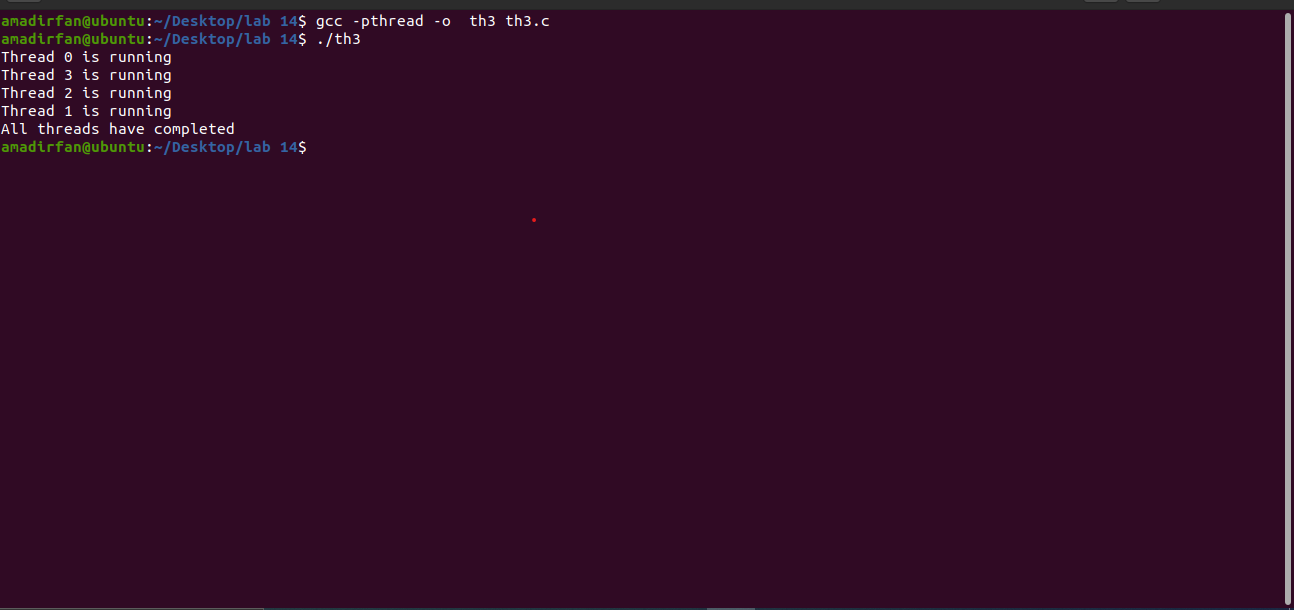 amadirfan@ubuntu:~/Desktop/lab 14$ gcc -pthread -o  th3 th3.c
amadirfan@ubuntu:~/Desktop/lab 14$ ./th3
Thread 0 is running
Thread 3 is running
Thread 2 is running
Thread 1 is running
All threads have completed
amadirfan@ubuntu:~/Desktop/lab 14$